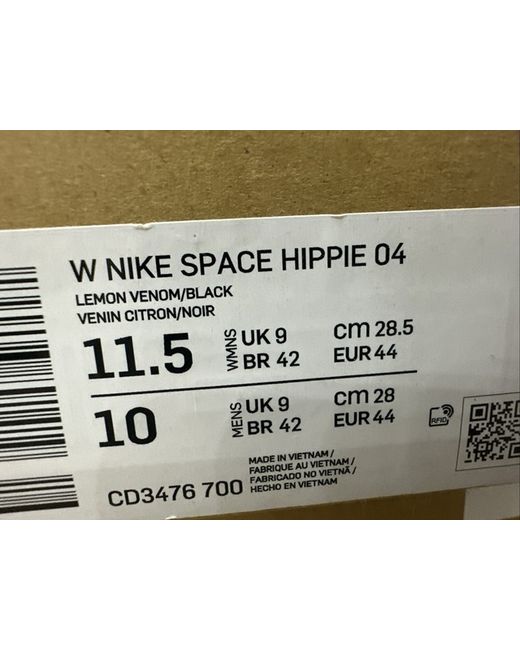 W NIKE SPACE HIPPIE 04
LEMON VENOM/BLACK
VENIN CITRON/NOIR
11.5 WMNS UK 9 cm 28.5
BR 42 EUR 44
10 MENS UK 9 cm 28
BR 42 EUR 44
RFID
MADE IN VIETNAM /
FABRIQUE AU VIETNAM /
FABRICADO NO VIETNÃ /
HECHO EN VIETNAM
CD3476 700